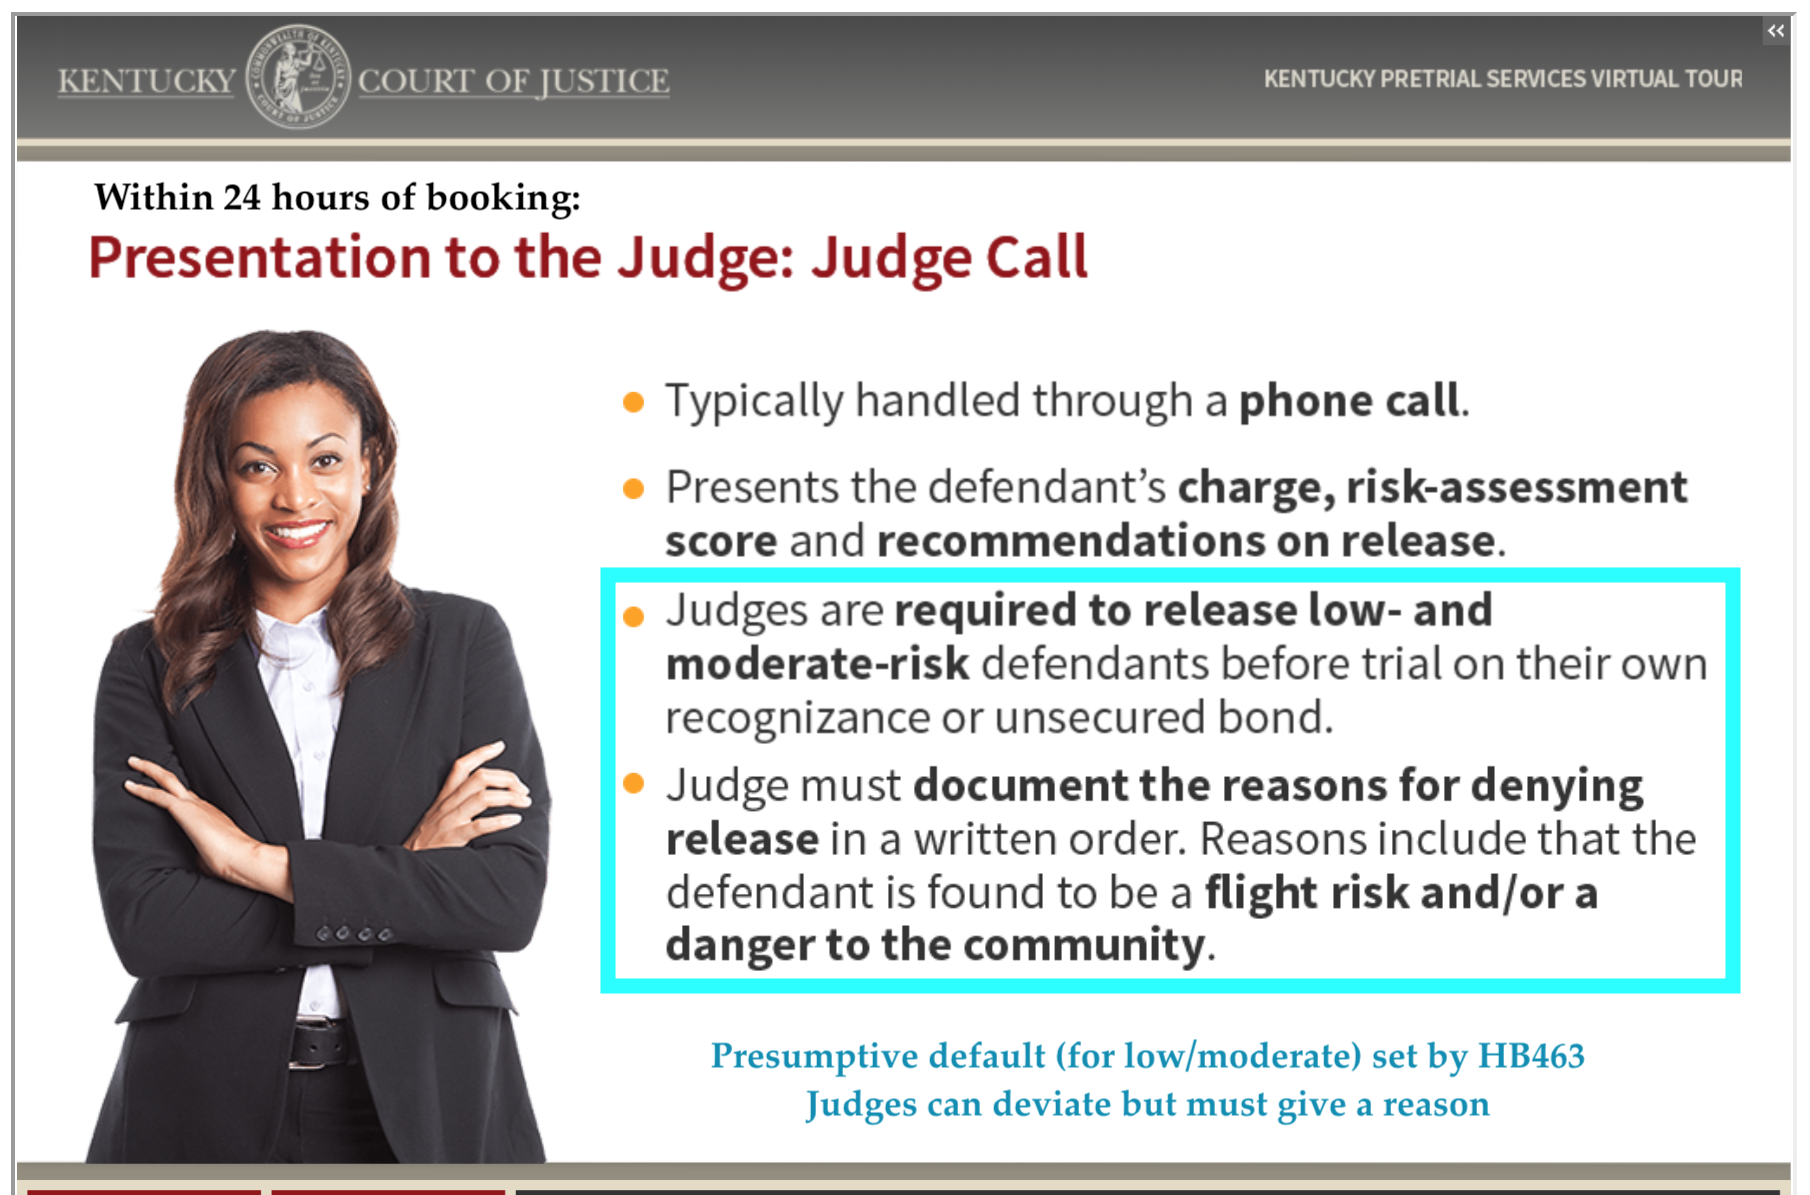 KENTUCKY COURT OF JUSTICE
KENTUCKY PRETRIAL SERVICES VIRTUAL TOUR
Within 24 hours of booking:
Presentation to the Judge: Judge Call
Typically handled through a phone call.
Presents the defendant’s charge, risk-assessment
score and recommendations on release.
Judges are required to release low- and
moderate-risk defendants before trial on their own
recognizance or unsecured bond.
Judge must document the reasons for denying
release in a written order. Reasons include that the
defendant is found to be a flight risk and/or a
danger to the community.
Presumptive default (for low/moderate) set by HB463
Judges can deviate but must give a reason